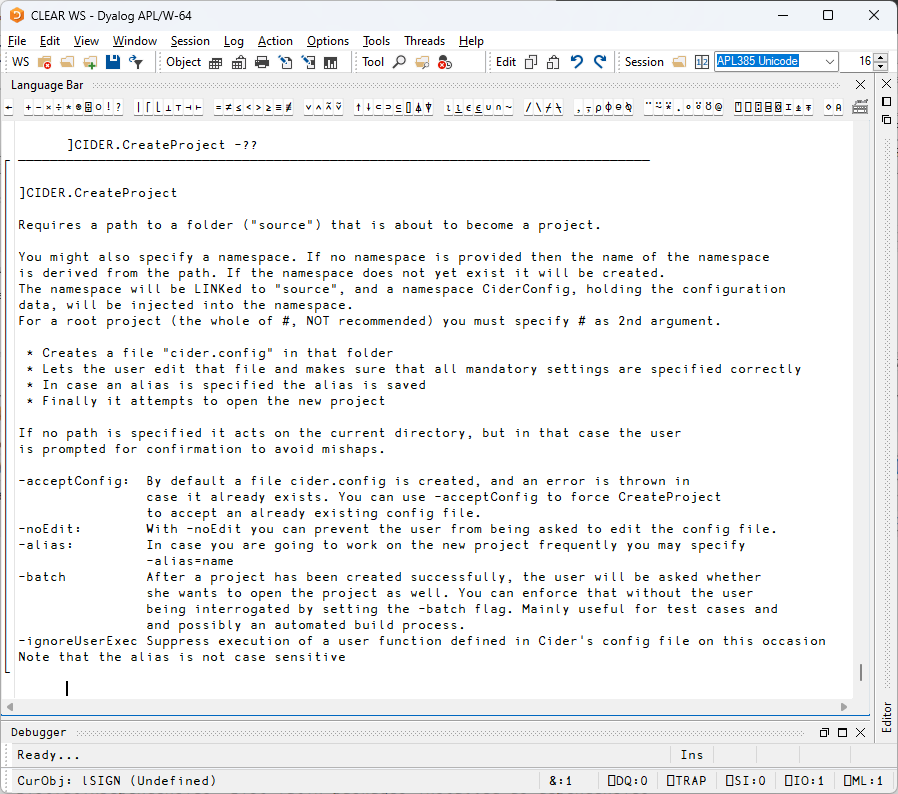 CLEAR WS - Dyalog APL/W-64
File Edit View Window Session Log Action Options Tools Threads Help
WS Object Tool Edit Session APL385 Unicode 16
Language Bar
]CIDER.CreateProject -??
]CIDER.CreateProject
Requires a path to a folder ("source") that is about to become a project.
You might also specify a namespace. If no namespace is provided then the name of the namespace
is derived from the path. If the namespace does not yet exist it will be created.
The namespace will be LINKed to "source", and a namespace CiderConfig, holding the configuration
data, will be injected into the namespace.
For a root project (the whole of #, NOT recommended) you must specify # as 2nd argument.
* Creates a file "cider.config" in that folder
* Lets the user edit that file and makes sure that all mandatory settings are specified correctly
* In case an alias is specified the alias is saved
* Finally it attempts to open the new project
If no path is specified it acts on the current directory, but in that case the user
is prompted for confirmation to avoid mishaps.
-acceptConfig: By default a file cider.config is created, and an error is thrown in
case it already exists. You can use -acceptConfig to force CreateProject
to accept an already existing config file.
-noEdit: With -noEdit you can prevent the user from being asked to edit the config file.
-alias: In case you are going to work on the new project frequently you may specify
-alias=name
-batch After a project has been created successfully, the user will be asked whether
she wants to open the project as well. You can enforce that without the user
being interrogated by setting the -batch flag. Mainly useful for test cases and
and possibly an automated build process.
-ignoreUserExec Suppress execution of a user function defined in Cider's config file on this occasion
Note that the alias is not case sensitive
Editor
Debugger
Ready... Ins
CurObj: lSIGN (Undefined) &:1 ⎕DQ:0 ⎕TRAP ⎕SI:0 ⎕IO:1 ⎕ML:1